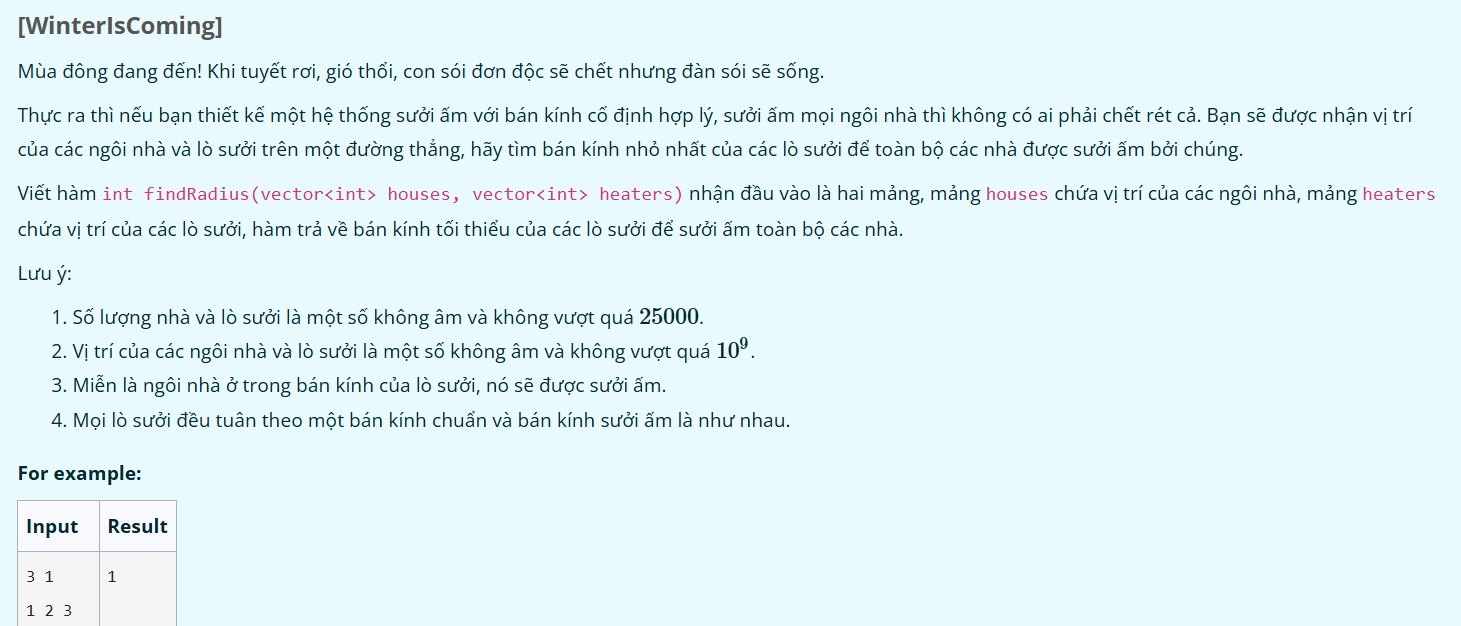 [WinterIsComing]
Mùa đông đang đến! Khi tuyết rơi, gió thổi, con sói đơn độc sẽ chết nhưng đàn sói sẽ sống.
Thực ra thì nếu bạn thiết kế một hệ thống sưởi ấm với bán kính cố định hợp lý, sưởi ấm mọi ngôi nhà thì không có ai phải chết rét cả. Bạn sẽ được nhận vị trí
của các ngôi nhà và lò sưởi trên một đường thẳng, hãy tìm bán kính nhỏ nhất của các lò sưởi để toàn bộ các nhà được sưởi ấm bởi chúng.
Viết hàm int findRadius(vector<int> houses, vector<int> heaters) nhận đầu vào là hai mảng, mảng houses chứa vị trí của các ngôi nhà, mảng heaters
chứa vị trí của các lò sưởi, hàm trả về bán kính tối thiểu của các lò sưởi để sưởi ấm toàn bộ các nhà.
Lưu ý:
1. Số lượng nhà và lò sưởi là một số không âm và không vượt quá 25000.
2. Vị trí của các ngôi nhà và lò sưởi là một số không âm và không vượt quá 10⁹.
3. Miễn là ngôi nhà ở trong bán kính của lò sưởi, nó sẽ được sưởi ấm.
4. Mọi lò sưởi đều tuân theo một bán kính chuẩn và bán kính sưởi ấm là như nhau.
For example:
Input Result
3 1 1
1 2 3